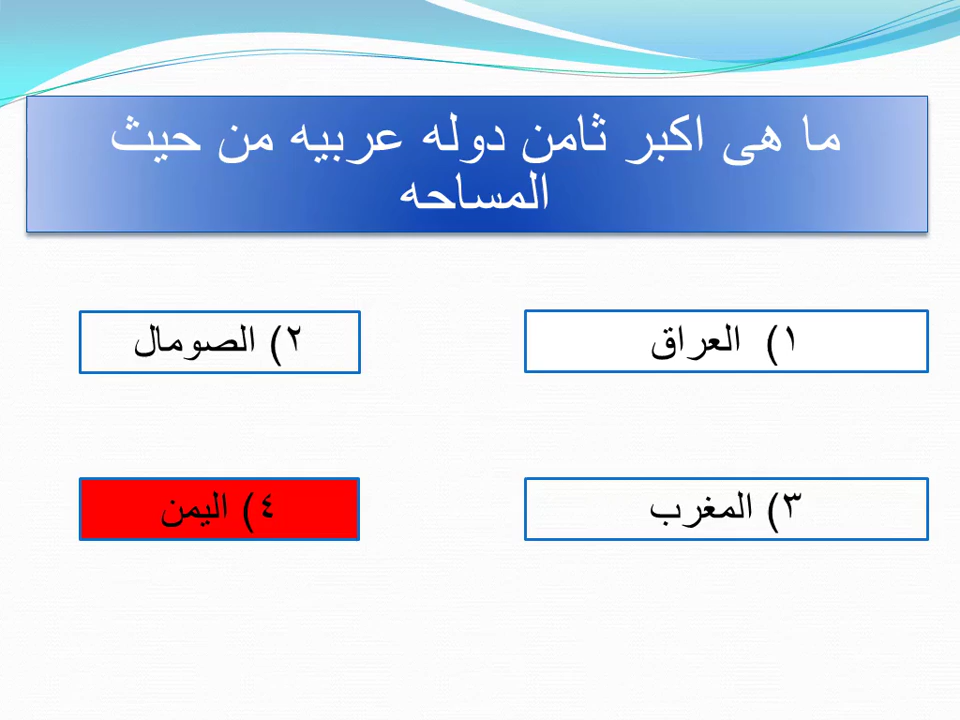 ما هى اكبر ثامن دوله عربيه من حيث
المساحه
١) العراق
٢) الصومال
٣) المغرب
٤) اليمن